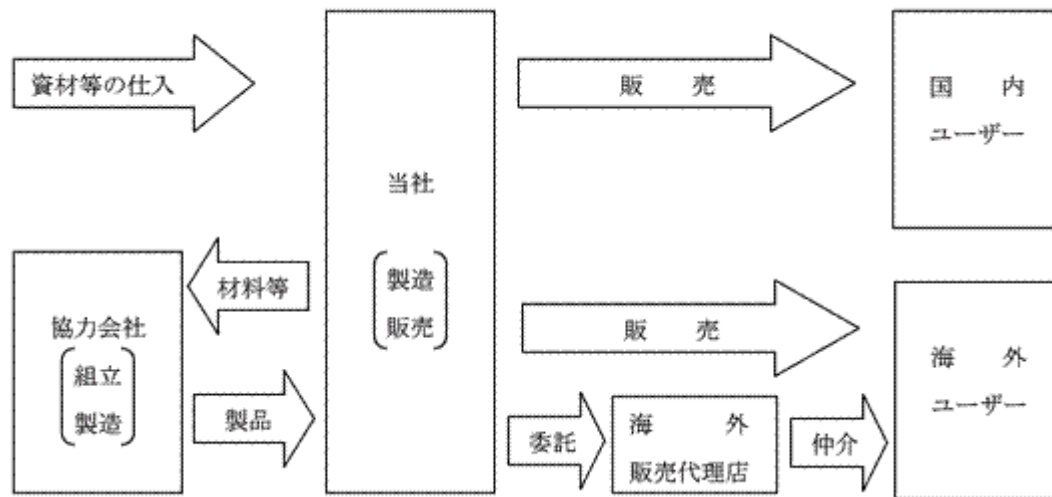 資材等の仕入
販売
国内
ユーザー
当社
製造
販売
材料等
協力会社
組立
製造
製品
販売
海外
ユーザー
委託
海外
販売代理店
仲介